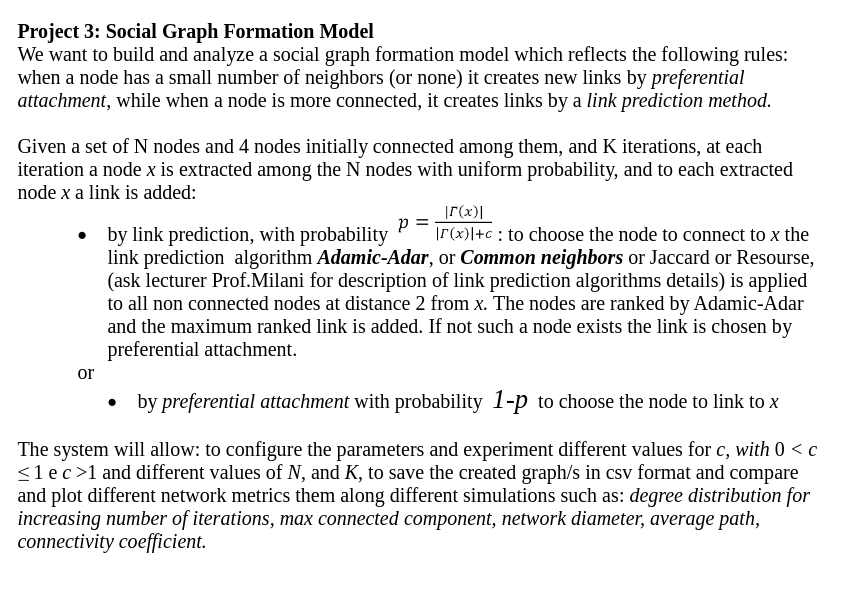 Project 3: Social Graph Formation Model
We want to build and analyze a social graph formation model which reflects the following rules:
when a node has a small number of neighbors (or none) it creates new links by preferential
attachment, while when a node is more connected, it creates links by a link prediction method.
Given a set of N nodes and 4 nodes initially connected among them, and K iterations, at each
iteration a node x is extracted among the N nodes with uniform probability, and to each extracted
node x a link is added:
• by link prediction, with probability p = |Γ(x)| / |Γ(x)|+c : to choose the node to connect to x the
link prediction algorithm Adamic-Adar, or Common neighbors or Jaccard or Resourse,
(ask lecturer Prof.Milani for description of link prediction algorithms details) is applied
to all non connected nodes at distance 2 from x. The nodes are ranked by Adamic-Adar
and the maximum ranked link is added. If not such a node exists the link is chosen by
preferential attachment.
or
• by preferential attachment with probability 1-p to choose the node to link to x
The system will allow: to configure the parameters and experiment different values for c, with 0 < c
≤ 1 e c >1 and different values of N, and K, to save the created graph/s in csv format and compare
and plot different network metrics them along different simulations such as: degree distribution for
increasing number of iterations, max connected component, network diameter, average path,
connectivity coefficient.